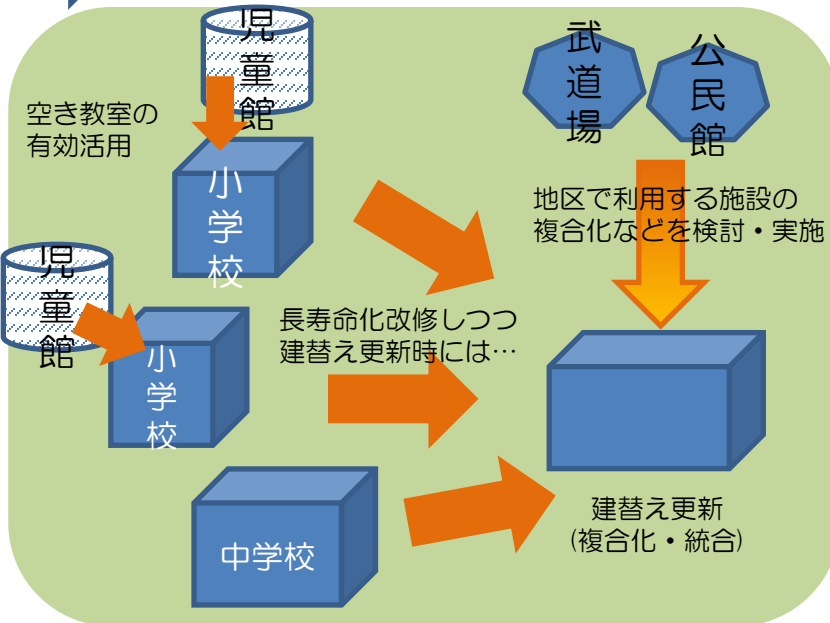 児童館
空き教室の
有効活用
小学校
児童館
小学校
中学校
長寿命化改修しつつ
建替え更新時には…
武道場
公民館
地区で利用する施設の
複合化などを検討・実施
建替え更新
(複合化・統合)